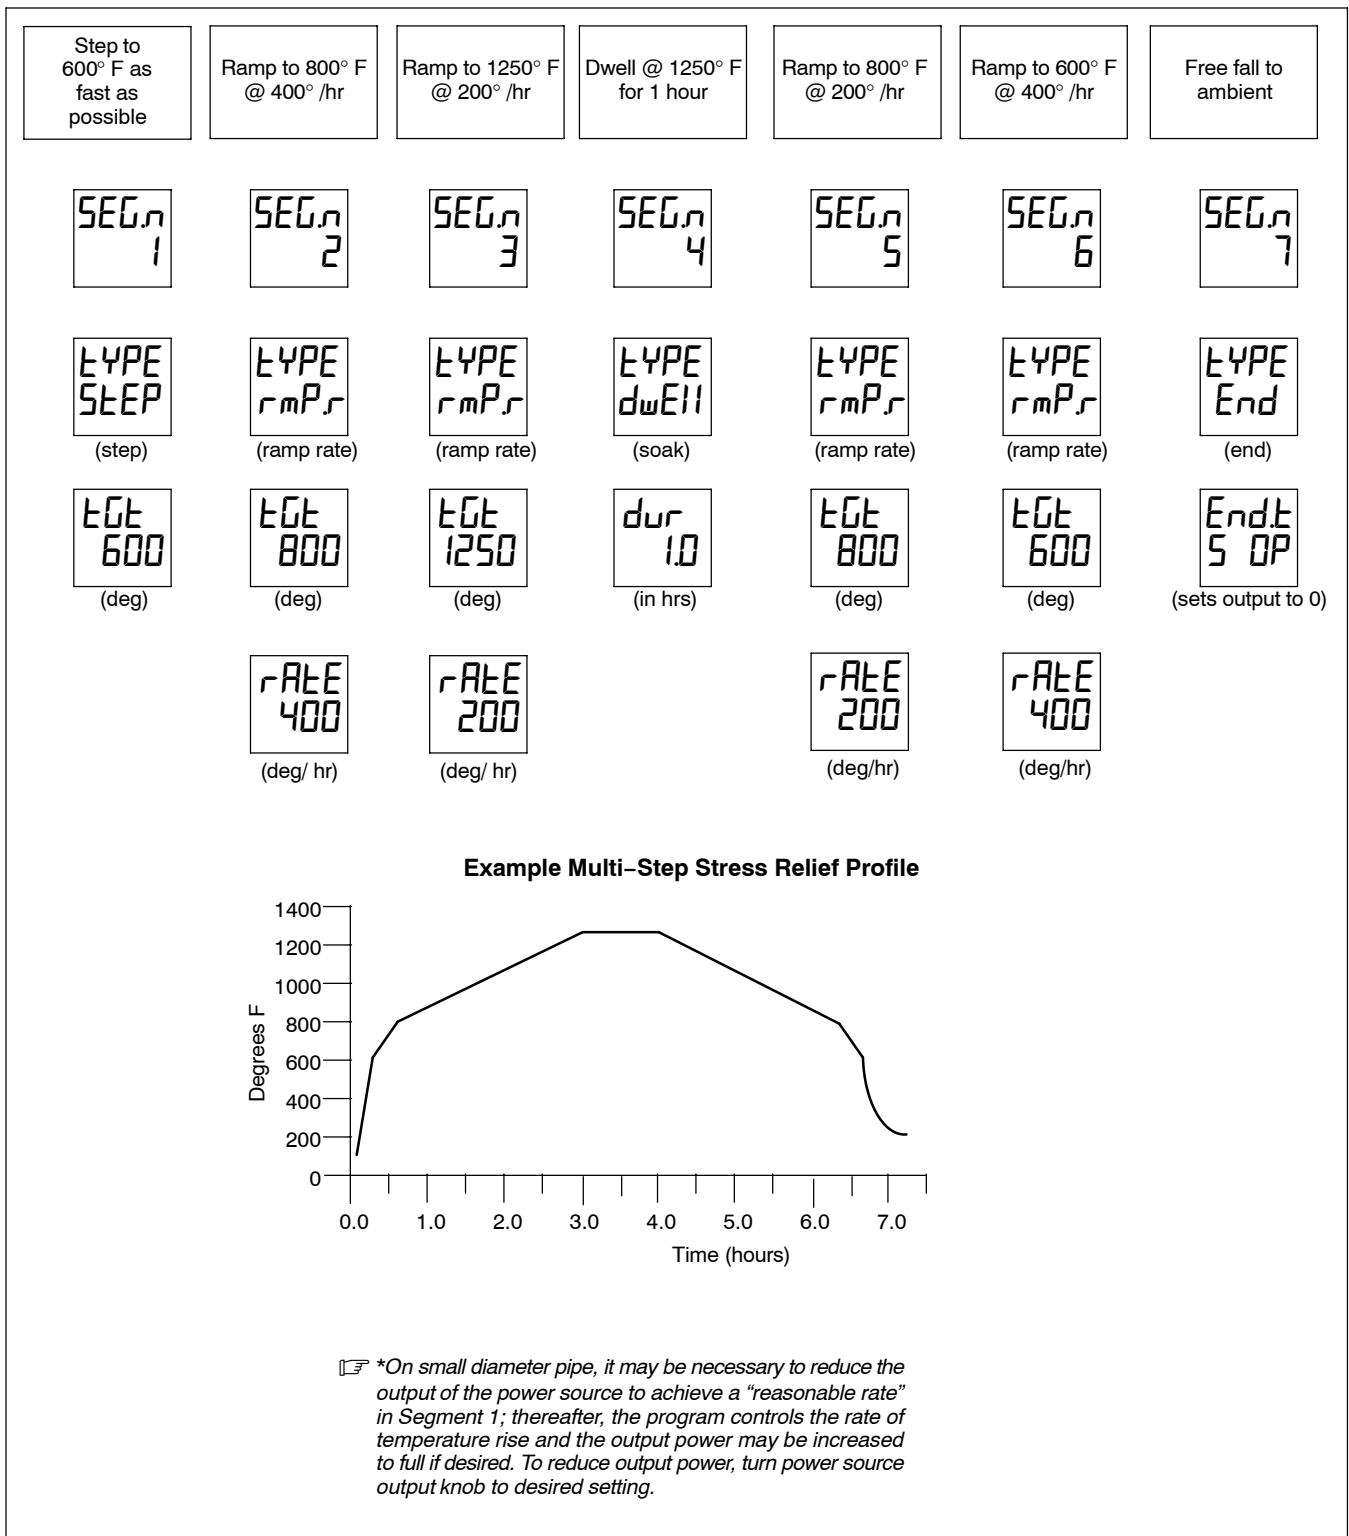 Step to
600° F as
fast as
possible
Ramp to 800° F
@ 400° /hr
Ramp to 1250° F
@ 200° /hr
Dwell @ 1250° F
for 1 hour
Ramp to 800° F
@ 200° /hr
Ramp to 600° F
@ 400° /hr
Free fall to
ambient
SEG.n
1
SEG.n
2
SEG.n
3
SEG.n
4
SEG.n
5
SEG.n
6
SEG.n
7
tYPE
StEP
(step)
tYPE
rmP.r
(ramp rate)
tYPE
rmP.r
(ramp rate)
tYPE
dwEll
(soak)
tYPE
rmP.r
(ramp rate)
tYPE
rmP.r
(ramp rate)
tYPE
End
(end)
tGt
600
(deg)
tGt
800
(deg)
tGt
1250
(deg)
dur
1.0
(in hrs)
tGt
800
(deg)
tGt
600
(deg)
End.t
S OP
(sets output to 0)
rAtE
400
(deg/ hr)
rAtE
200
(deg/ hr)
rAtE
200
(deg/hr)
rAtE
400
(deg/hr)
Example Multi–Step Stress Relief Profile
1400
1200
1000
800
600
400
200
0
Degrees F
0.0 1.0 2.0 3.0 4.0 5.0 6.0 7.0
Time (hours)
*On small diameter pipe, it may be necessary to reduce the
output of the power source to achieve a “reasonable rate”
in Segment 1; thereafter, the program controls the rate of
temperature rise and the output power may be increased
to full if desired. To reduce output power, turn power source
output knob to desired setting.